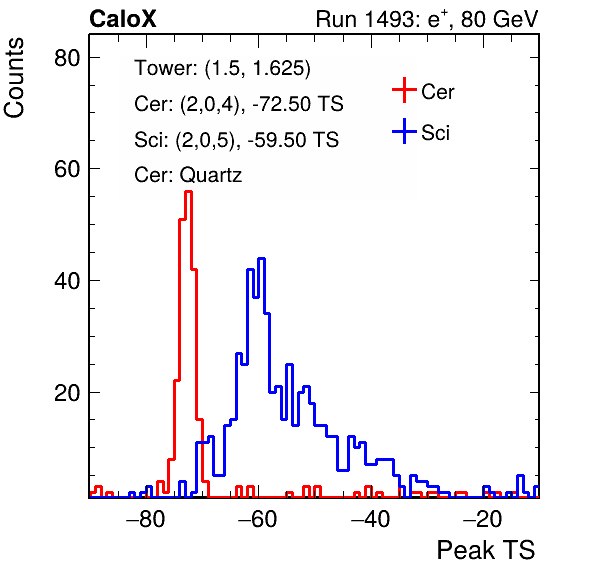 CaloX Run 1493: e⁺, 80 GeV
Counts
80
60
40
20
Tower: (1.5, 1.625)
Cer: (2,0,4), -72.50 TS
Sci: (2,0,5), -59.50 TS
Cer: Quartz
Cer
Sci
−80 −60 −40 −20
Peak TS